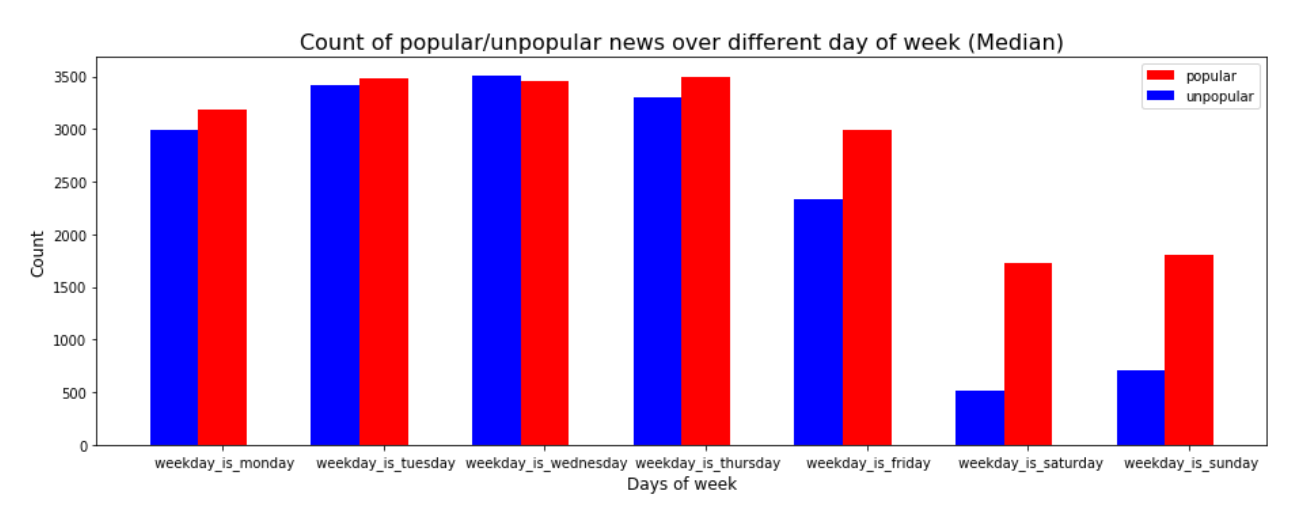 Count of popular/unpopular news over different day of week (Median)
popular
unpopular
3500
3000
2500
2000
1500
1000
500
0
Count
weekday_is_monday weekday_is_tuesday weekday_is_wednesday weekday_is_thursday weekday_is_friday weekday_is_saturday weekday_is_sunday
Days of week